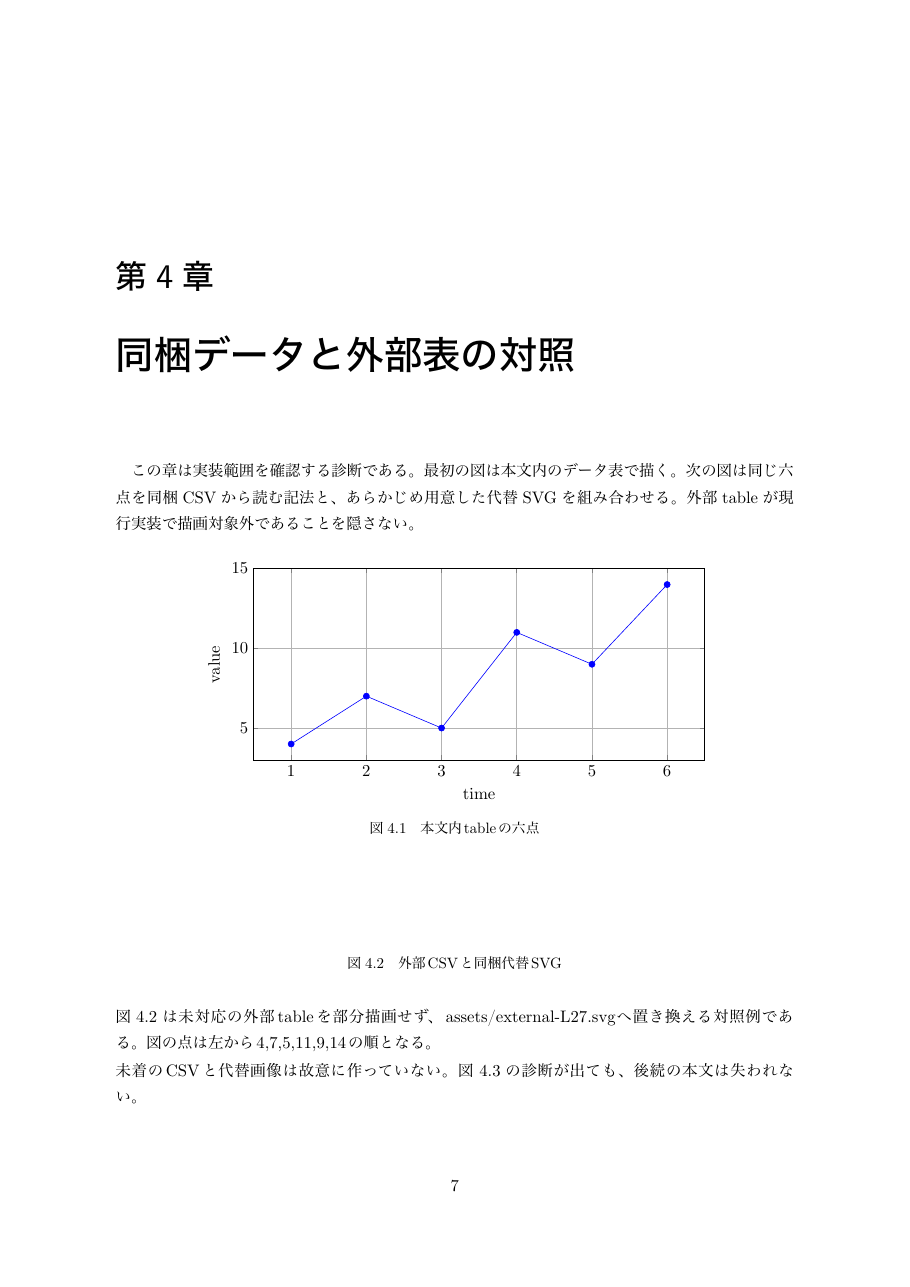 第 4 章
同梱データと外部表の対照
この章は実装範囲を確認する診断である。最初の図は本文内のデータ表で描く。次の図は同じ六
点を同梱 CSV から読む記法と、あらかじめ用意した代替 SVG を組み合わせる。外部 table が現
行実装で描画対象外であることを隠さない。
15
10
5
value
1 2 3 4 5 6
time
図 4.1 本文内tableの六点
図 4.2 外部CSVと同梱代替SVG
図 4.2 は未対応の外部tableを部分描画せず、assets/external-L27.svgへ置き換える対照例であ
る。図の点は左から4,7,5,11,9,14の順となる。
未着のCSVと代替画像は故意に作っていない。図 4.3 の診断が出ても、後続の本文は失われな
い。
7